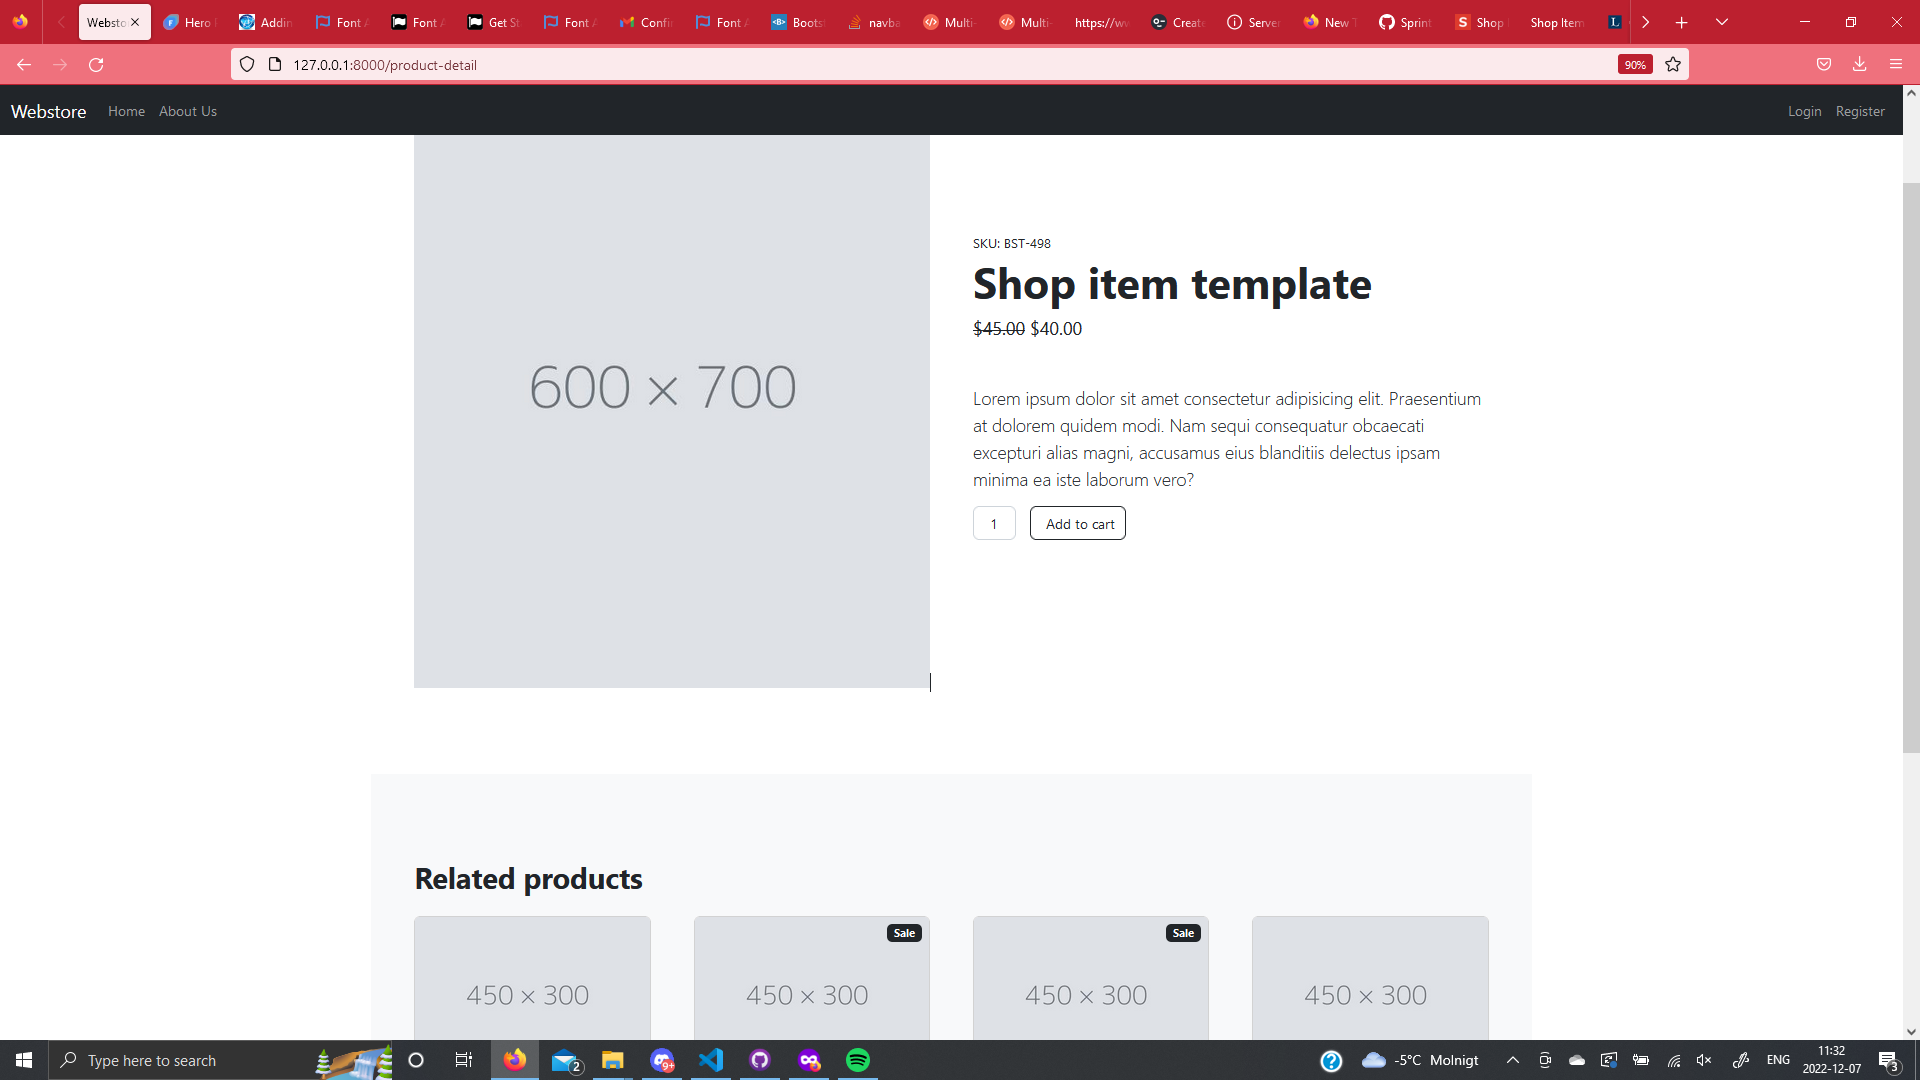 Websto
Hero F
Addin
Font A
Font A
Get St
Font A
Confir
Font A
Boots
navba
Multi-
Multi-
https://ww
Create
Server
New T
Sprint
Shop
Shop Item
127.0.0.1:8000/product-detail
90%
Webstore Home About Us Login Register
600 × 700
SKU: BST-498
Shop item template
$45.00 $40.00
Lorem ipsum dolor sit amet consectetur adipisicing elit. Praesentium
at dolorem quidem modi. Nam sequi consequatur obcaecati
excepturi alias magni, accusamus eius blanditiis delectus ipsam
minima ea iste laborum vero?
1 Add to cart
Related products
Sale
Sale
450 × 300
450 × 300
450 × 300
450 × 300
Type here to search
2
9+
-5°C Molnigt
ENG
11:32
2022-12-07
3